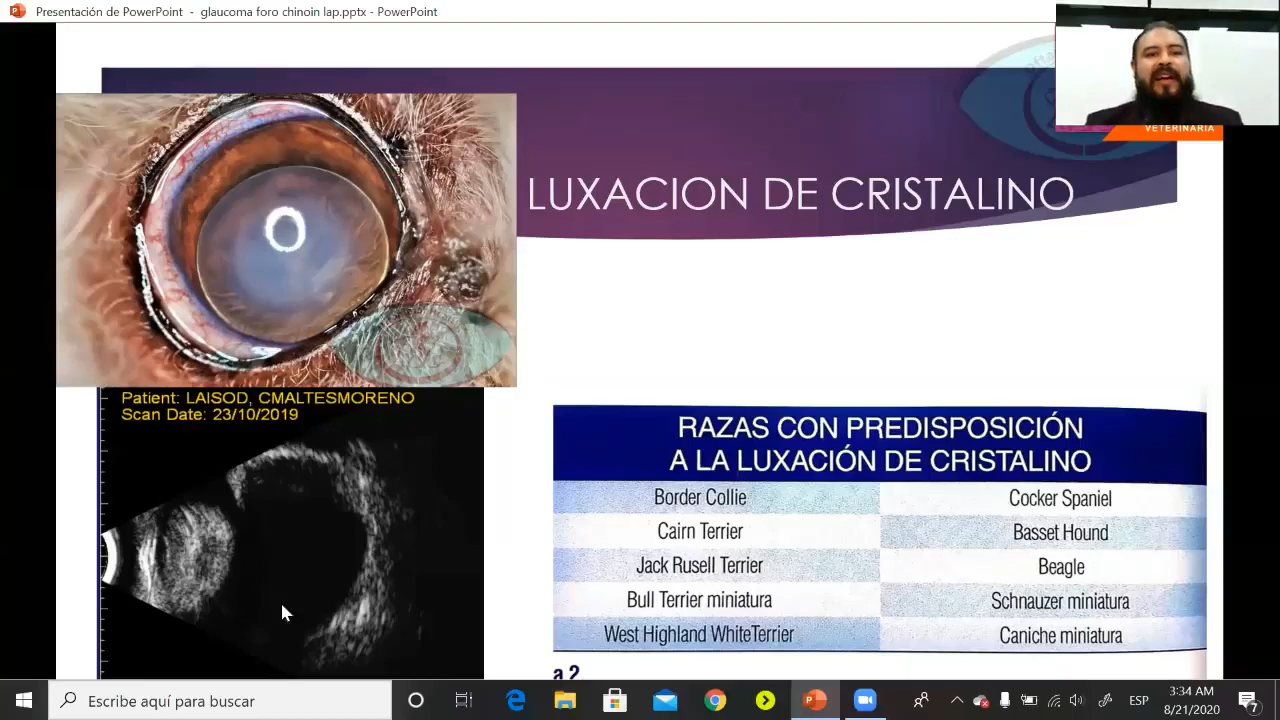 Presentación de PowerPoint - glaucoma foro chinoin lap.pptx - PowerPoint
VETERINARIA
LUXACION DE CRISTALINO
Patient: LAISOD, CMALTESMORENO
Scan Date: 23/10/2019
RAZAS CON PREDISPOSICIÓN
A LA LUXACIÓN DE CRISTALINO
Border Collie Cocker Spaniel
Cairn Terrier Basset Hound
Jack Rusell Terrier Beagle
Bull Terrier miniatura Schnauzer miniatura
West Highland WhiteTerrier Caniche miniatura
a 2
Escribe aquí para buscar
ESP
3:34 AM
8/21/2020
7